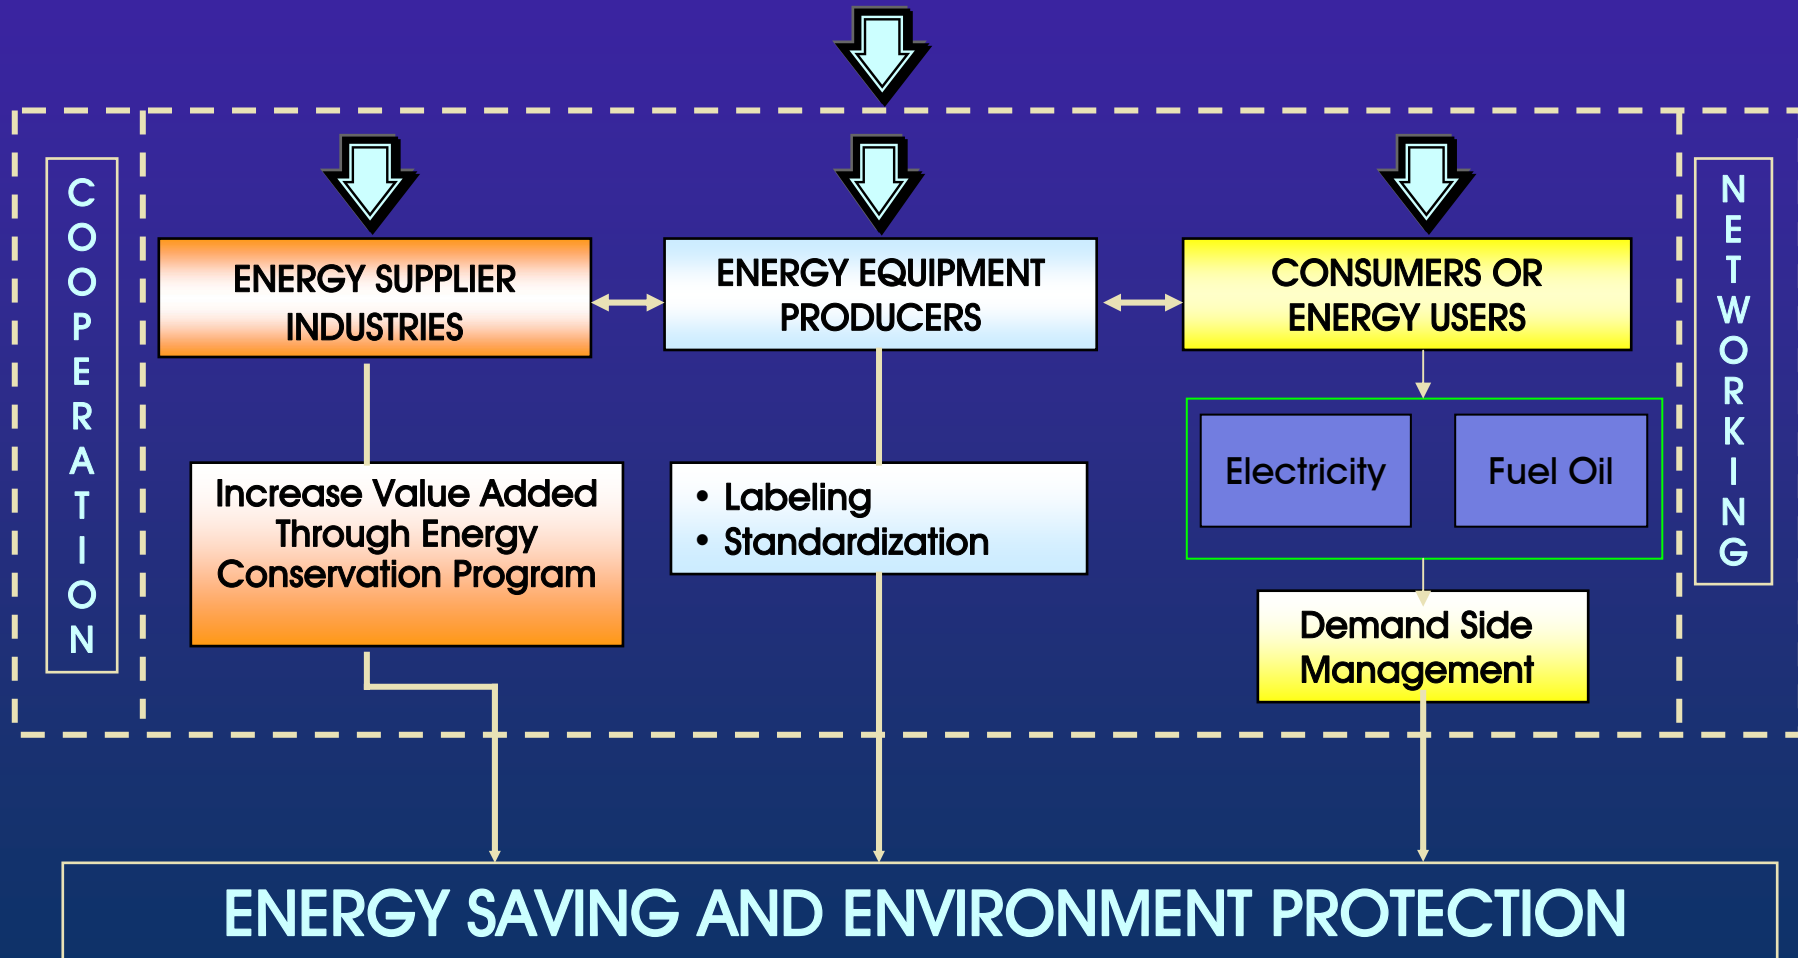 COOPERATION
ENERGY SUPPLIER
INDUSTRIES
ENERGY EQUIPMENT
PRODUCERS
CONSUMERS OR
ENERGY USERS
NETWORKING
Increase Value Added
Through Energy
Conservation Program
• Labeling
• Standardization
Electricity
Fuel Oil
Demand Side
Management
ENERGY SAVING AND ENVIRONMENT PROTECTION